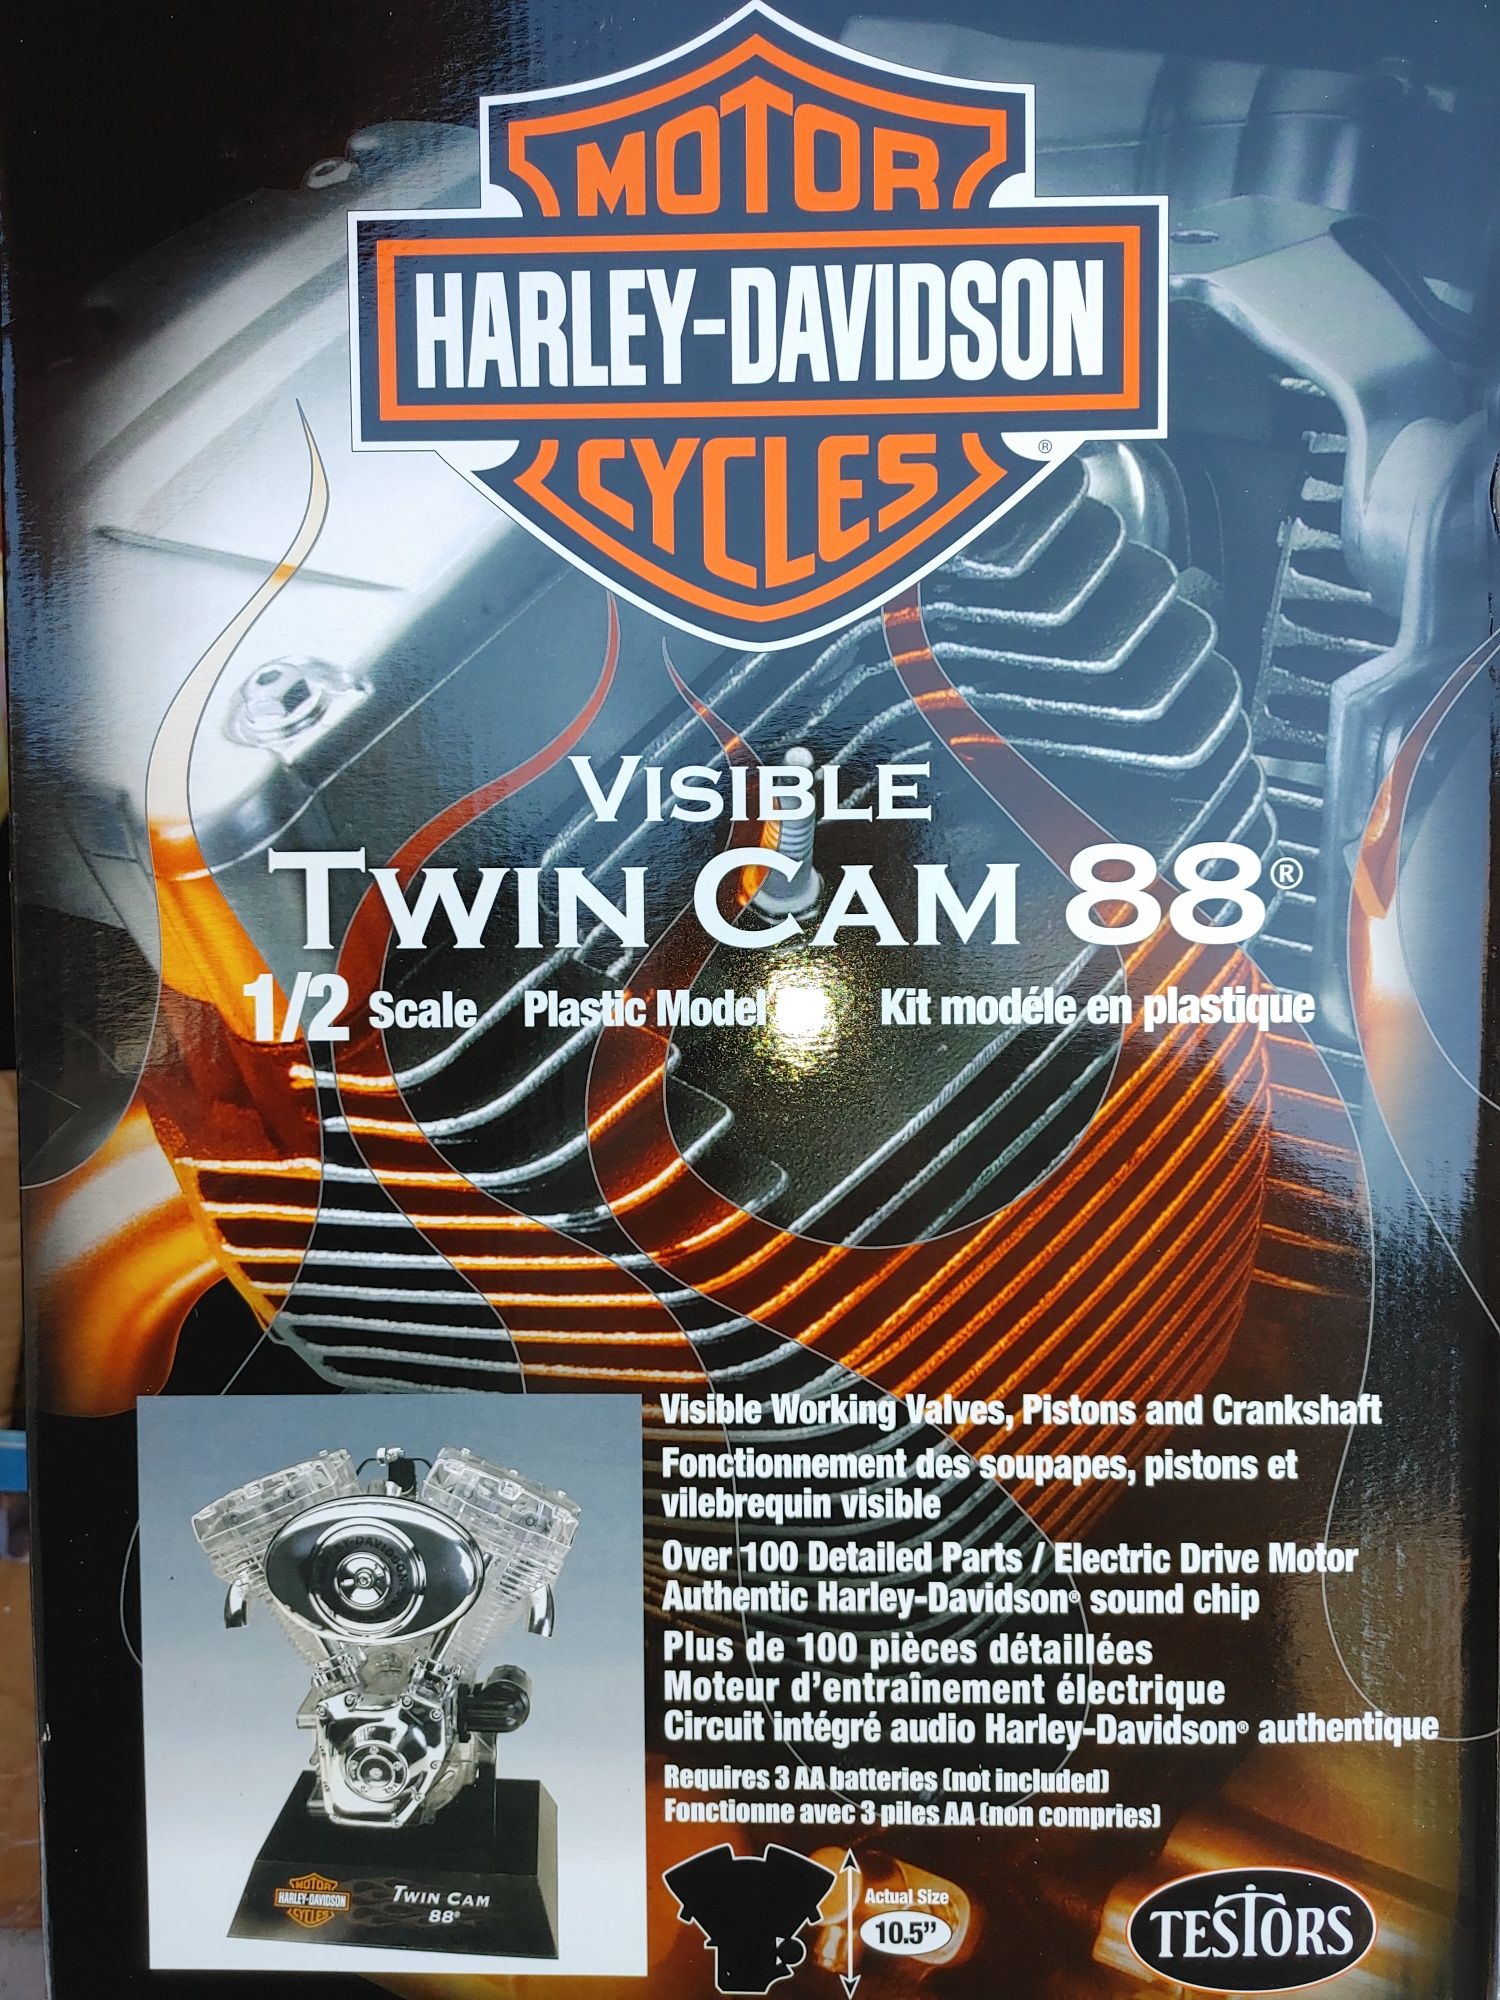 MOTOR
HARLEY-DAVIDSON
CYCLES
®
VISIBLE
TWIN CAM 88®
1/2 Scale Plastic Model Kit modéle en plastique
Visible Working Valves, Pistons and Crankshaft
Fonctionnement des soupapes, pistons et
vilebrequin visible
Over 100 Detailed Parts / Electric Drive Motor
Authentic Harley-Davidson® sound chip
Plus de 100 pièces détaillées
Moteur d'entraînement électrique
Circuit intégré audio Harley-Davidson® authentique
Requires 3 AA batteries (not included)
Fonctionne avec 3 piles AA (non compries)
MOTOR
HARLEY-DAVIDSON
CYCLES
TWIN CAM
88®
Actual Size
10.5”
TESTORS